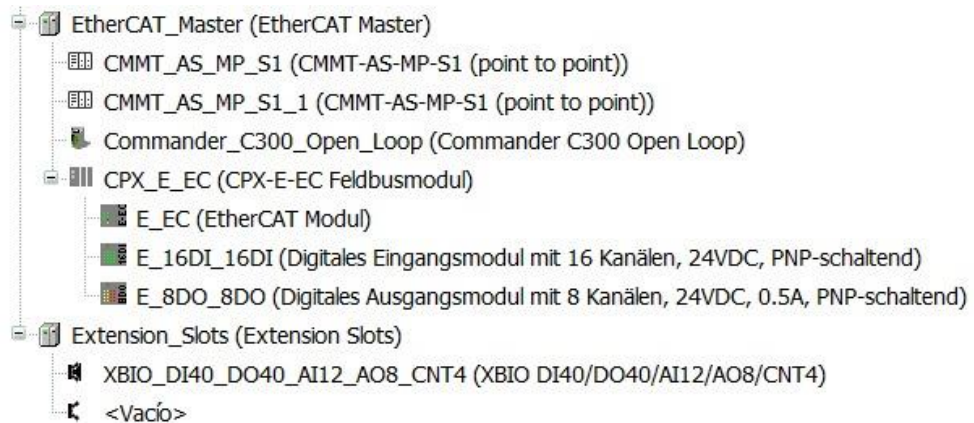 EtherCAT_Master (EtherCAT Master)
CMMT_AS_MP_S1 (CMMT-AS-MP-S1 (point to point))
CMMT_AS_MP_S1_1 (CMMT-AS-MP-S1 (point to point))
Commander_C300_Open_Loop (Commander C300 Open Loop)
CPX_E_EC (CPX-E-EC Feldbusmodul)
E_EC (EtherCAT Modul)
E_16DI_16DI (Digitales Eingangsmodul mit 16 Kanälen, 24VDC, PNP-schaltend)
E_8DO_8DO (Digitales Ausgangsmodul mit 8 Kanälen, 24VDC, 0.5A, PNP-schaltend)
Extension_Slots (Extension Slots)
XBIO_DI40_DO40_AI12_AO8_CNT4 (XBIO DI40/DO40/AI12/AO8/CNT4)
<Vacío>